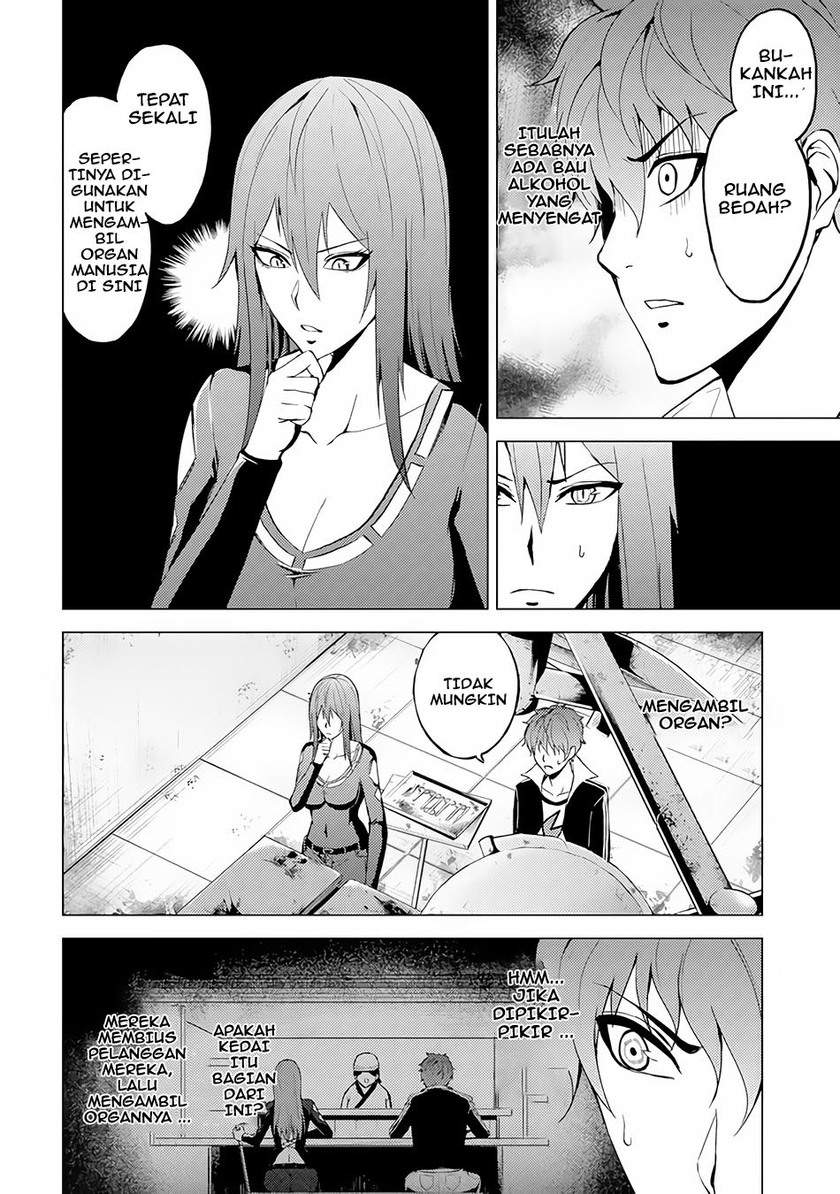 BU-
KANKAH
INI...
RUANG
BEDAH?
ITULAH
SEBABNYA
ADA BAU
ALKOHOL
YANG
MENYENGAT
TEPAT
SEKALI
SEPER-
TINYA DI-
GUNAKAN
UNTUK
MENGAM-
BIL
ORGAN
MANUSIA
DI SINI
MENGAMBIL
ORGAN?
TIDAK
MUNGKIN
HMM...
JIKA
DIPIKIR-
PIKIR ...
APAKAH
KEDAI
ITU
BAGIAN
DARI
INI?
MEREKA
MEMBIUS
PELANGGAN
MEREKA,
LALU
MENGAMBIL
ORGANNYA ...